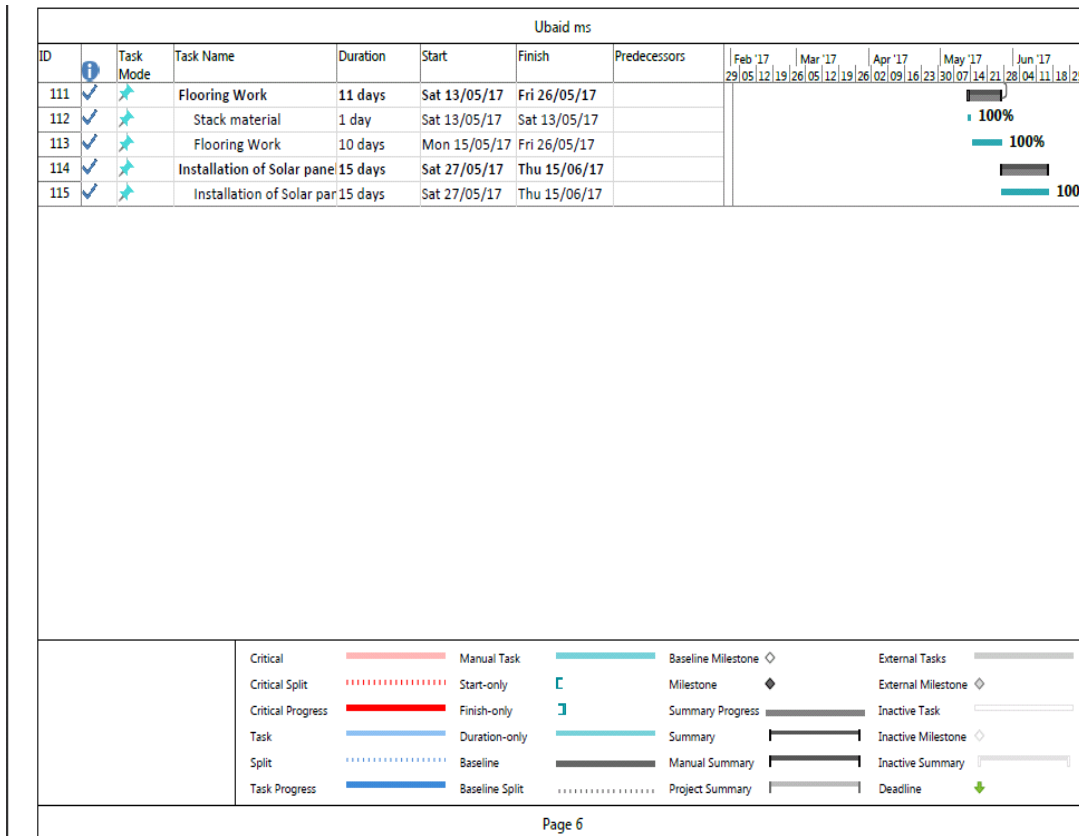 Ubaid ms
ID Task Mode Task Name Duration Start Finish Predecessors
Feb '17 Mar '17 Apr '17 May '17 Jun '17
29 05 12 19 26 05 12 19 26 02 09 16 23 30 07 14 21 28 04 11 18 25
111 Flooring Work 11 days Sat 13/05/17 Fri 26/05/17
112 Stack material 1 day Sat 13/05/17 Sat 13/05/17 100%
113 Flooring Work 10 days Mon 15/05/17 Fri 26/05/17 100%
114 Installation of Solar pane 15 days Sat 27/05/17 Thu 15/06/17
115 Installation of Solar par 15 days Sat 27/05/17 Thu 15/06/17 100
Critical Manual Task Baseline Milestone External Tasks
Critical Split Start-only Milestone External Milestone
Critical Progress Finish-only Summary Progress Inactive Task
Task Duration-only Summary Inactive Milestone
Split Baseline Manual Summary Inactive Summary
Task Progress Baseline Split Project Summary Deadline
Page 6